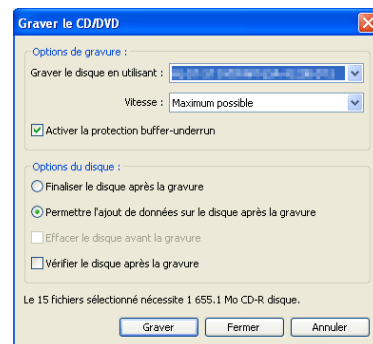 Graver le CD/DVD
Options de gravure :
Graver le disque en utilisant :
Vitesse : Maximum possible
Activer la protection buffer-underrun
Options du disque :
Finaliser le disque après la gravure
Permettre l'ajout de données sur le disque après la gravure
Effacer le disque avant la gravure
Vérifier le disque après la gravure
Le 15 fichiers sélectionné nécessite 1 655.1 Mo CD-R disque.
Graver Fermer Annuler